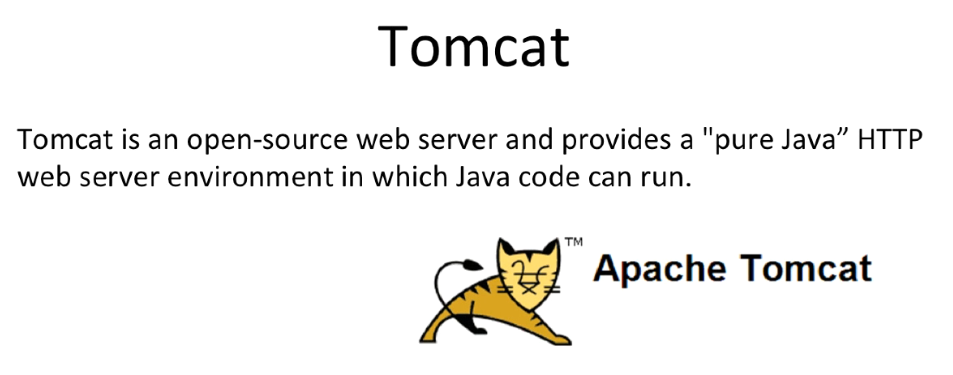 Tomcat
Tomcat is an open-source web server and provides a "pure Java” HTTP
web server environment in which Java code can run.
TM
Apache Tomcat